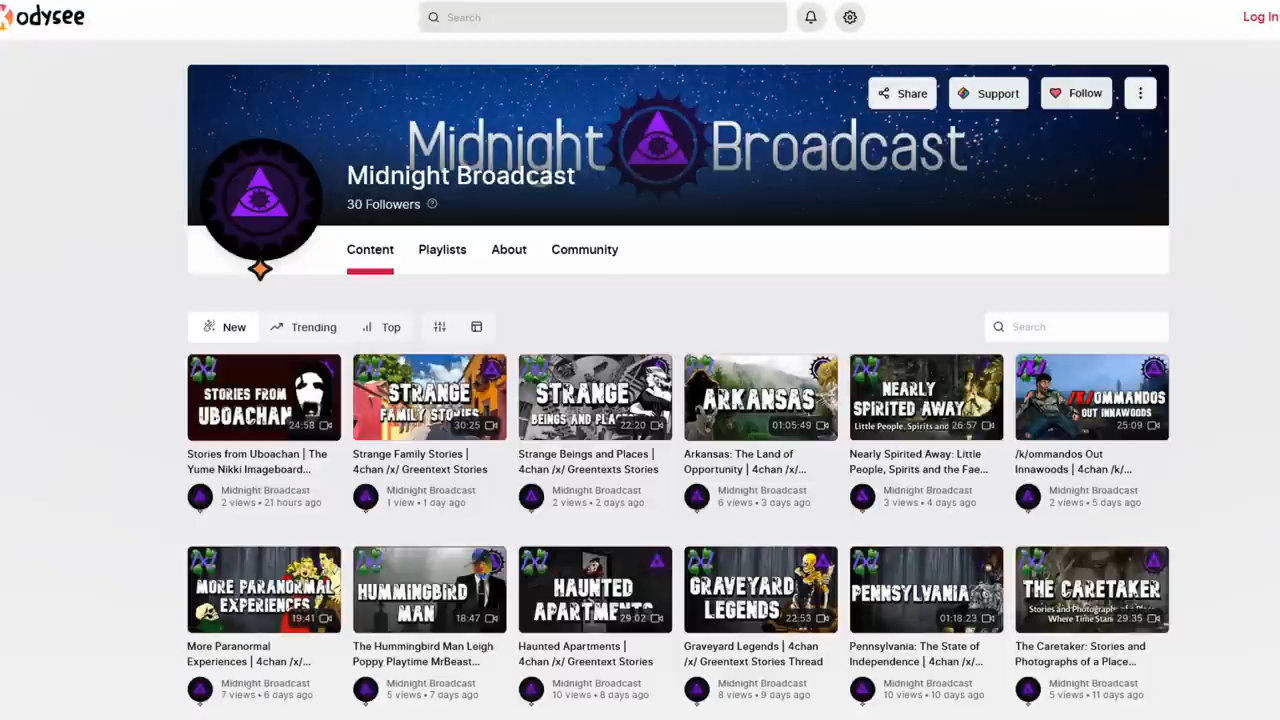 odysee
Search
Log In
Share
Support
Follow
Midnight Broadcast
Midnight Broadcast
30 Followers
Content
Playlists
About
Community
New
Trending
Top
Search
STORIES FROM
UBOACHAN
24:58
STRANGE
FAMILY STORIES
30:25
STRANGE
BEINGS AND PLA
22:20
ARKANSAS
01:05:49
NEARLY
SPIRITED AWAY
Little People, Spirits and
26:57
/K/OMMANDOS
OUT INNAWOODS
25:09
Stories from Uboachan | The
Yume Nikki Imageboard...
Strange Family Stories |
4chan /x/ Greentext Stories
Strange Beings and Places |
4chan /x/ Greentexts Stories
Arkansas: The Land of
Opportunity | 4chan /x/...
Nearly Spirited Away: Little
People, Spirits and the Fae...
/k/ommandos Out
Innawoods | 4chan /k/...
Midnight Broadcast
2 views • 21 hours ago
Midnight Broadcast
1 view • 1 day ago
Midnight Broadcast
2 views • 2 days ago
Midnight Broadcast
6 views • 3 days ago
Midnight Broadcast
3 views • 4 days ago
Midnight Broadcast
2 views • 5 days ago
MORE PARANORMAL
EXPERIENCES
19:41
HUMMINGBIRD
MAN
18:47
HAUNTED
APARTMENTS
29:02
GRAVEYARD
LEGENDS
22:53
PENNSYLVANIA
01:18:23
THE CARETAKER
Stories and Photographs of a Place
Where Time Stan
29:35
More Paranormal
Experiences | 4chan /x/...
The Hummingbird Man Leigh
Poppy Playtime MrBeast...
Haunted Apartments |
4chan /x/ Greentext Stories
Graveyard Legends | 4chan
/x/ Greentext Stories Thread
Pennsylvania: The State of
Independence | 4chan /x/...
The Caretaker: Stories and
Photographs of a Place...
Midnight Broadcast
7 views • 6 days ago
Midnight Broadcast
5 views • 7 days ago
Midnight Broadcast
10 views • 8 days ago
Midnight Broadcast
8 views • 9 days ago
Midnight Broadcast
10 views • 10 days ago
Midnight Broadcast
5 views • 11 days ago